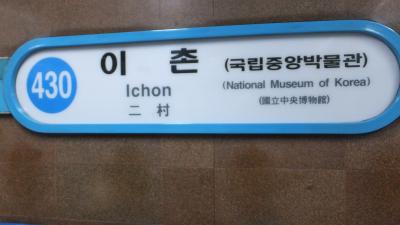 430
이 촌
Ichon
二 村
(국립중앙박물관)
(National Museum of Korea)
(國立中央博物館)